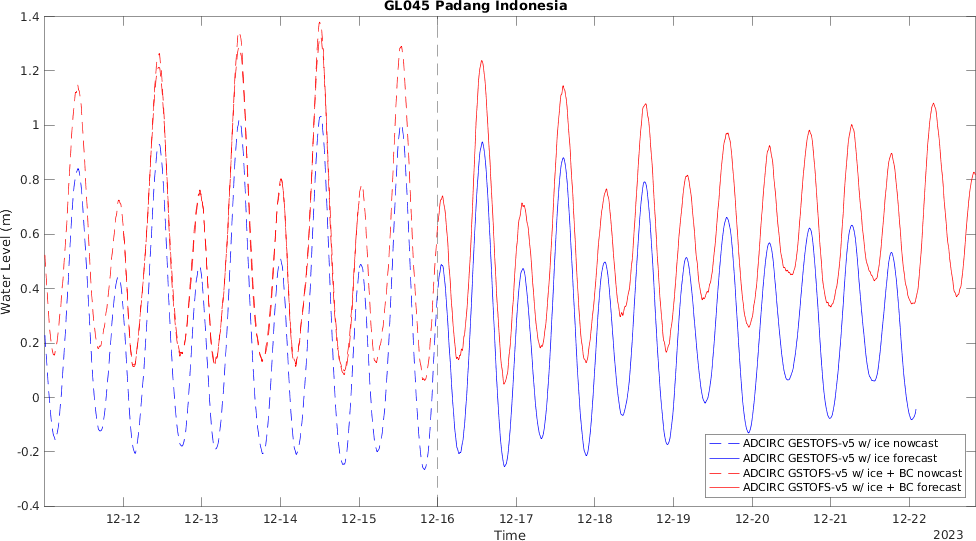 GL045 Padang Indonesia
1.4
1.2
1
0.8
0.6
0.4
0.2
0
-0.2
-0.4
Water Level (m)
ADCIRC GESTOFS-v5 w/ ice nowcast
ADCIRC GESTOFS-v5 w/ ice forecast
ADCIRC GSTOFS-v5 w/ ice + BC nowcast
ADCIRC GSTOFS-v5 w/ ice + BC forecast
12-12 12-13 12-14 12-15 12-16 12-17 12-18 12-19 12-20 12-21 12-22
Time
2023